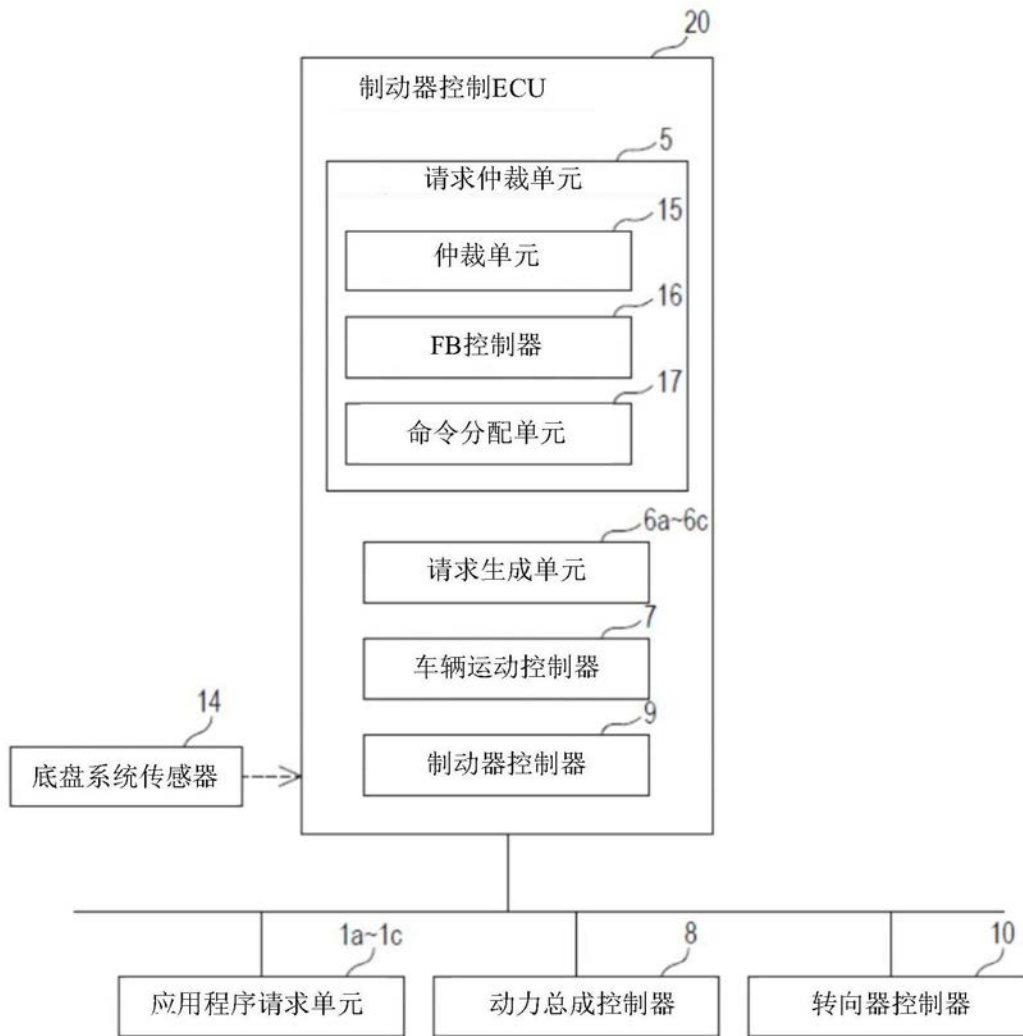 20
制动器控制ECU
5
请求仲裁单元
15
仲裁单元
16
FB控制器
17
命令分配单元
6a~6c
请求生成单元
7
车辆运动控制器
14
9
底盘系统传感器
制动器控制器
1a~1c
8
10
应用程序请求单元
动力总成控制器
转向器控制器